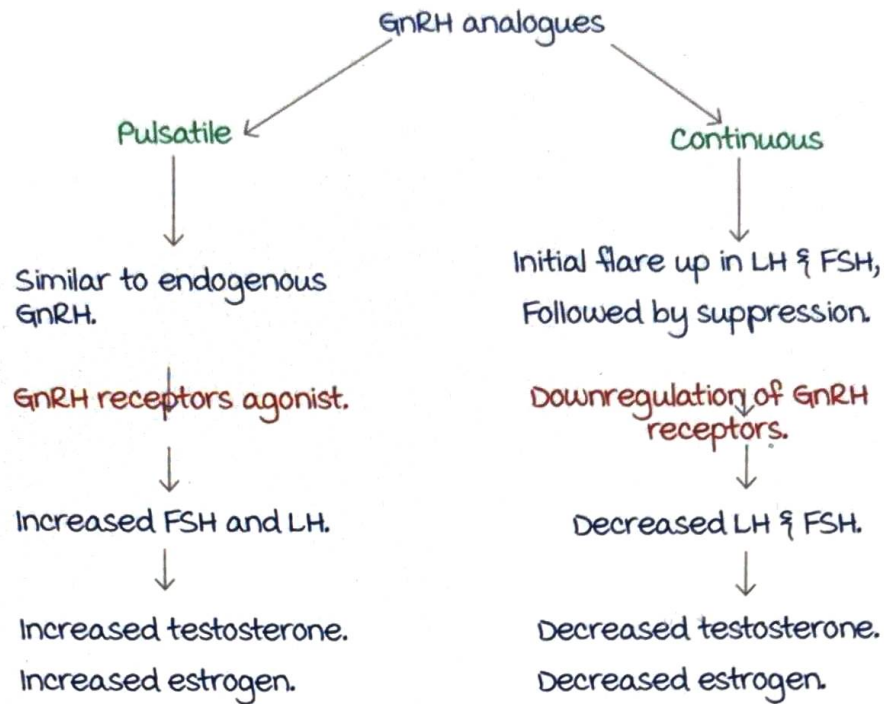 GnRH analogues
Pulsatile
Continuous
Similar to endogenous
GnRH.
Initial flare up in LH & FSH,
Followed by suppression.
GnRH receptors agonist.
Downregulation of GnRH
receptors.
Increased FSH and LH.
Decreased LH & FSH.
Increased testosterone.
Increased estrogen.
Decreased testosterone.
Decreased estrogen.